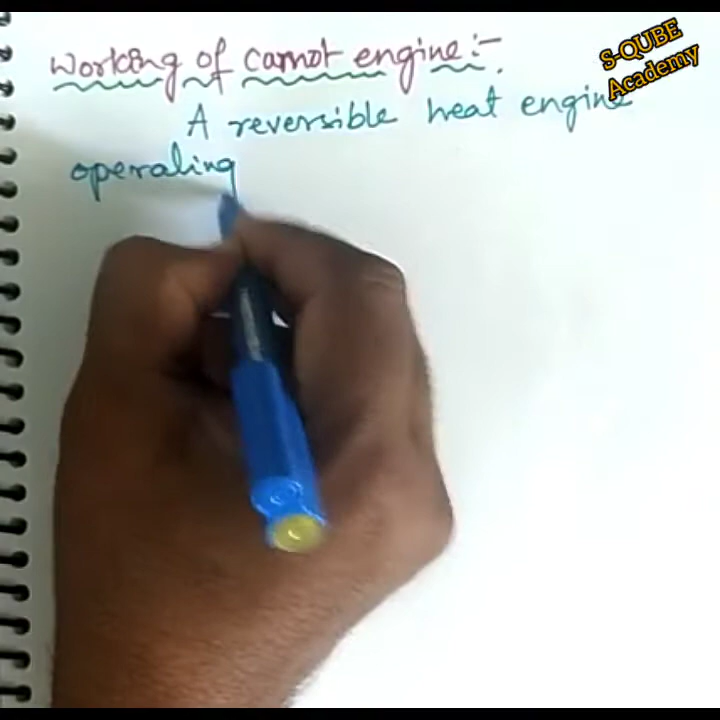 Working of carnot engine:-
S-QUBE
Academy
A reversible heat engine
operating